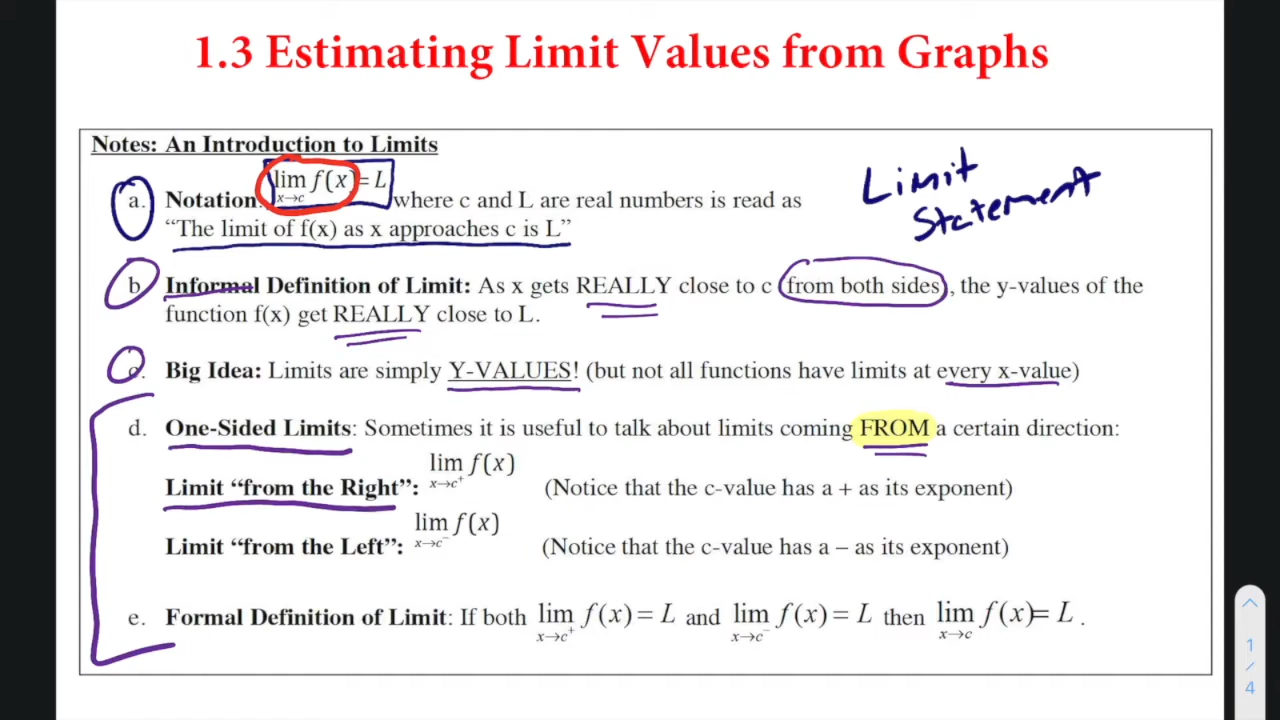 1.3 Estimating Limit Values from Graphs
Notes: An Introduction to Limits
Limit
Statement
a. Notation: lim x→c f(x) = L where c and L are real numbers is read as
“The limit of f(x) as x approaches c is L”
b. Informal Definition of Limit: As x gets REALLY close to c (from both sides), the y-values of the
function f(x) get REALLY close to L.
c. Big Idea: Limits are simply Y-VALUES! (but not all functions have limits at every x-value)
d. One-Sided Limits: Sometimes it is useful to talk about limits coming FROM a certain direction:
Limit “from the Right”: lim x→c⁺ f(x) (Notice that the c-value has a + as its exponent)
Limit “from the Left”: lim x→c⁻ f(x) (Notice that the c-value has a – as its exponent)
e. Formal Definition of Limit: If both lim x→c⁺ f(x) = L and lim x→c⁻ f(x) = L then lim x→c f(x) = L.
1
/
4